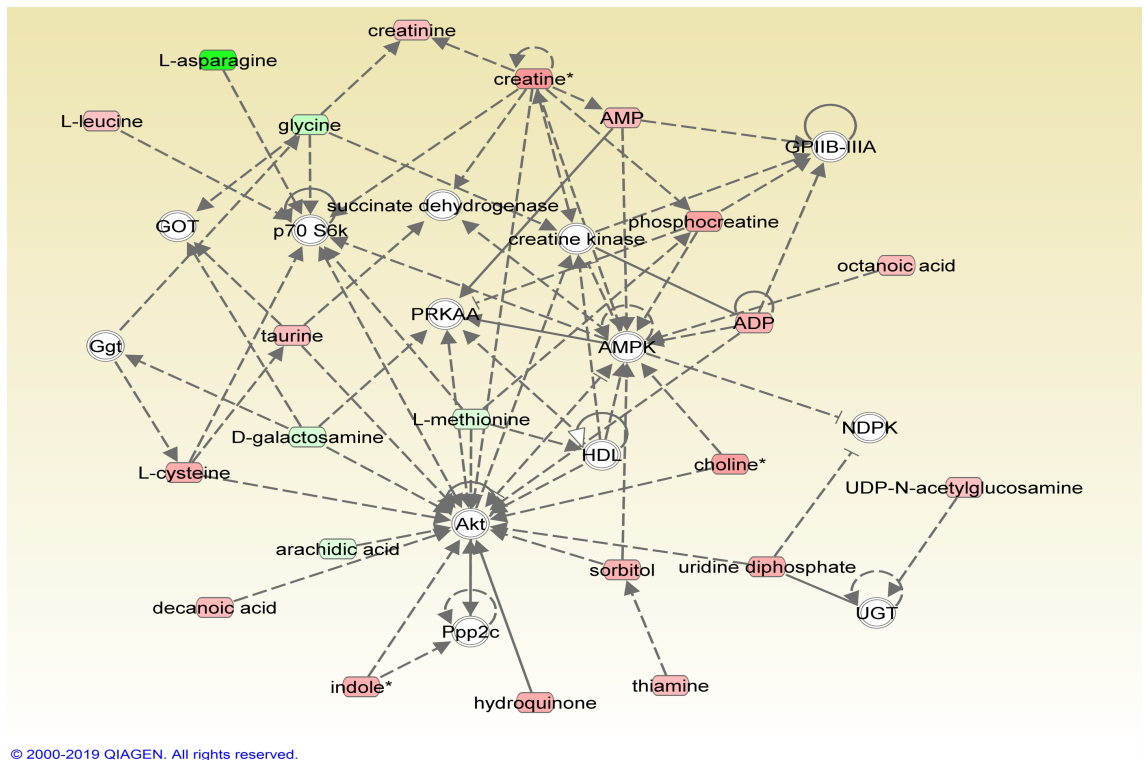 creatinine
L-asparagine
creatine*
L-leucine
glycine
AMP
GPIIB-IIIA
succinate dehydrogenase
GOT
p70 S6k
phosphocreatine
creatine kinase
octanoic acid
PRKAA
ADP
taurine
Ggt
AMPK
L-methionine
NDPK
D-galactosamine
HDL
choline*
L-cysteine
UDP-N-acetylglucosamine
Akt
arachidic acid
sorbitol
uridine diphosphate
decanoic acid
UGT
Ppp2c
indole*
thiamine
hydroquinone
© 2000-2019 QIAGEN. All rights reserved.